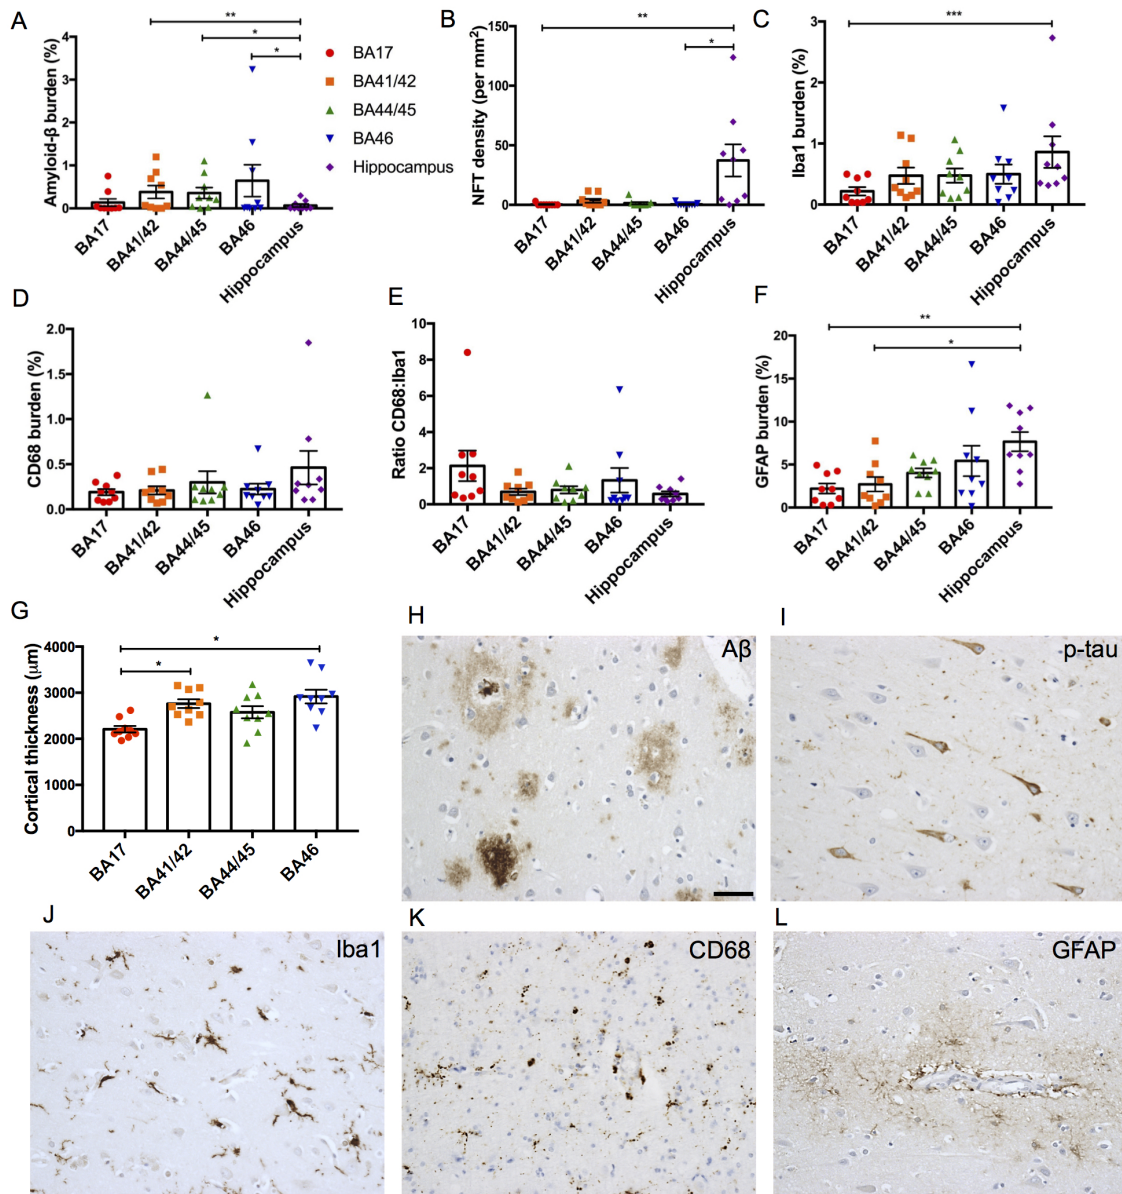 A
Amyloid-β burden (%)
4
3
2
1
0
**
*
*
BA17
BA41/42
BA44/45
BA46
Hippocampus
BA17
BA41/42
BA44/45
BA46
Hippocampus
B
NFT density (per mm2)
150
100
50
0
**
*
BA17
BA41/42
BA44/45
BA46
Hippocampus
C
Iba1 burden (%)
3
2
1
0
***
BA17
BA41/42
BA44/45
BA46
Hippocampus
D
CD68 burden (%)
2.0
1.5
1.0
0.5
0.0
BA17
BA41/42
BA44/45
BA46
Hippocampus
E
Ratio CD68:Iba1
10
8
6
4
2
0
BA17
BA41/42
BA44/45
BA46
Hippocampus
F
GFAP burden (%)
20
15
10
5
0
**
*
BA17
BA41/42
BA44/45
BA46
Hippocampus
G
Cortical thickness (μm)
4000
3000
2000
1000
0
*
*
BA17
BA41/42
BA44/45
BA46
H
Aβ
I
p-tau
J
Iba1
K
CD68
L
GFAP